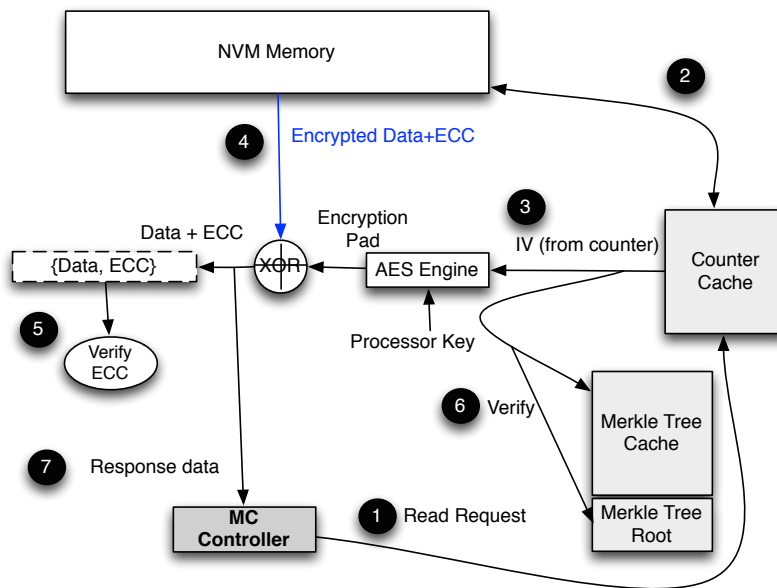 NVM Memory
2
4
Encrypted Data+ECC
3
Data + ECC
Encryption
Pad
IV (from counter)
{Data, ECC}
XOR
AES Engine
Counter
Cache
5
Verify
ECC
Processor Key
6
Verify
Merkle Tree
Cache
7
Response data
MC
Controller
1
Read Request
Merkle Tree
Root